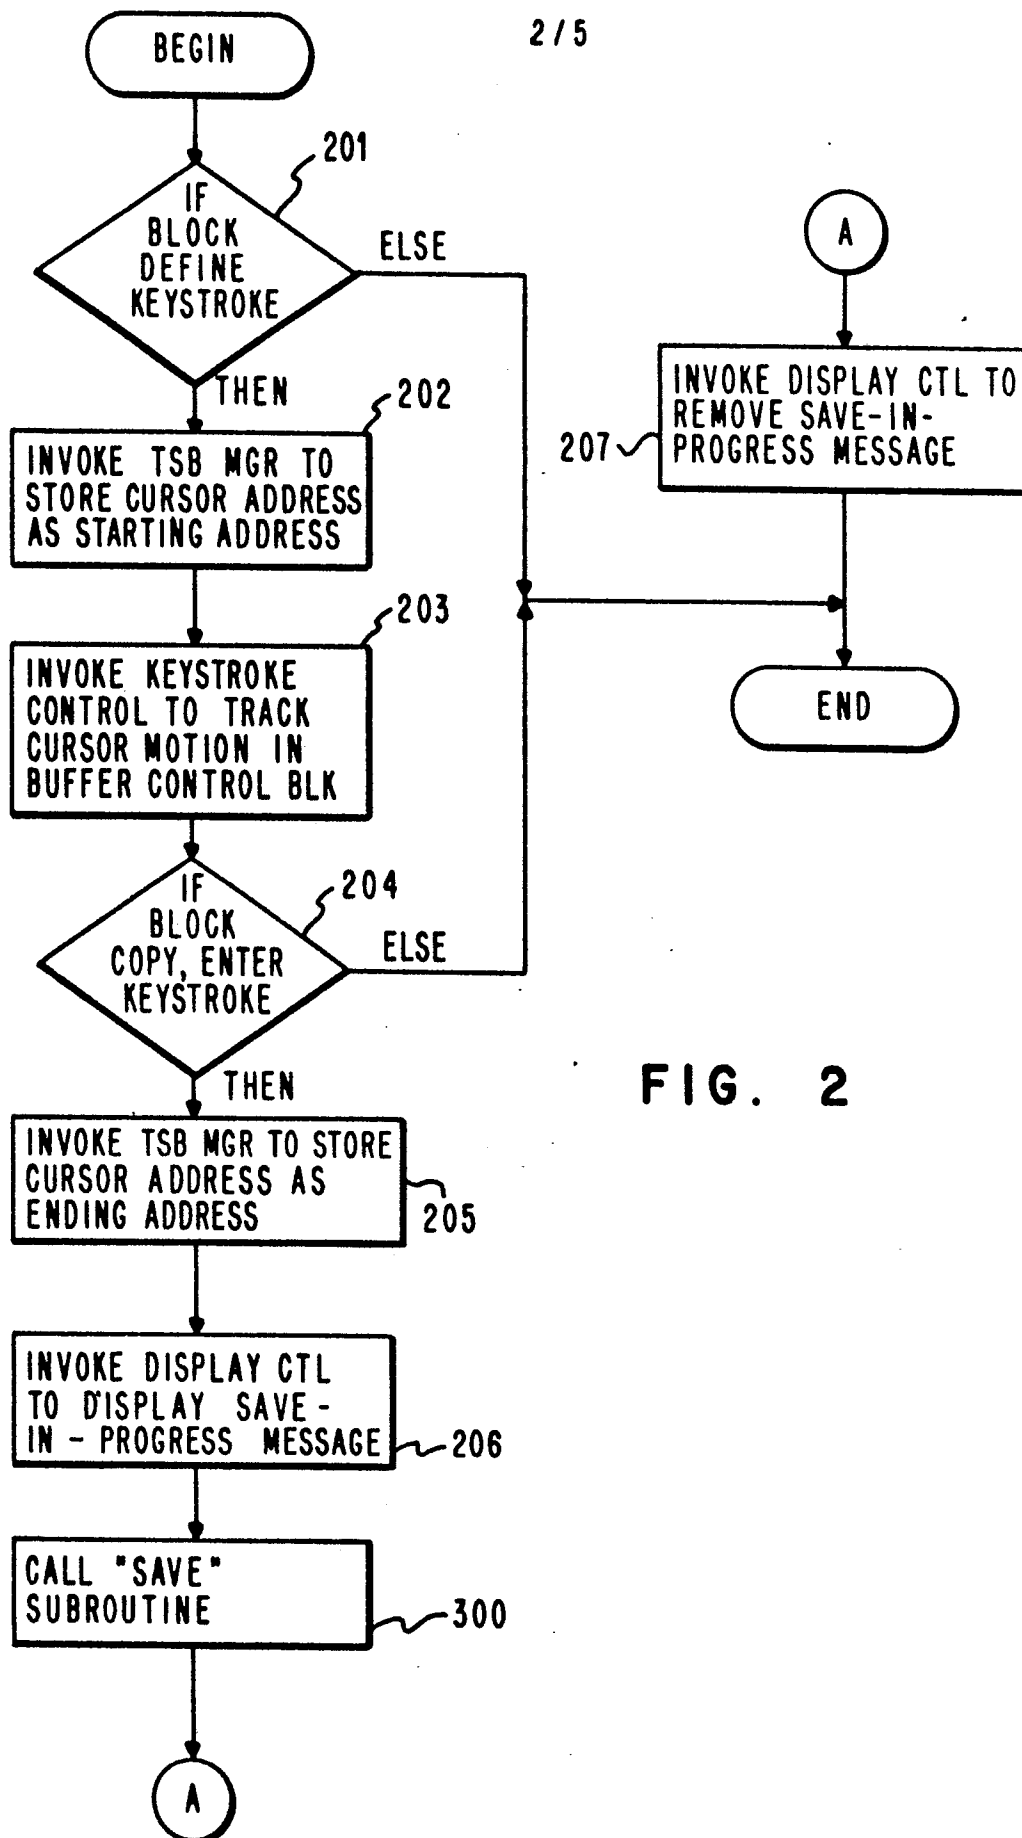 2/5
BEGIN
201
IF
BLOCK
DEFINE
KEYSTROKE
ELSE
THEN
202
INVOKE TSB MGR TO
STORE CURSOR ADDRESS
AS STARTING ADDRESS
203
INVOKE KEYSTROKE
CONTROL TO TRACK
CURSOR MOTION IN
BUFFER CONTROL BLK
204
IF
BLOCK
COPY, ENTER
KEYSTROKE
ELSE
THEN
INVOKE TSB MGR TO STORE
CURSOR ADDRESS AS
ENDING ADDRESS
205
INVOKE DISPLAY CTL
TO DISPLAY SAVE-
IN-PROGRESS MESSAGE
206
CALL "SAVE"
SUBROUTINE
300
A
A
INVOKE DISPLAY CTL TO
REMOVE SAVE-IN-
PROGRESS MESSAGE
207
END
FIG. 2